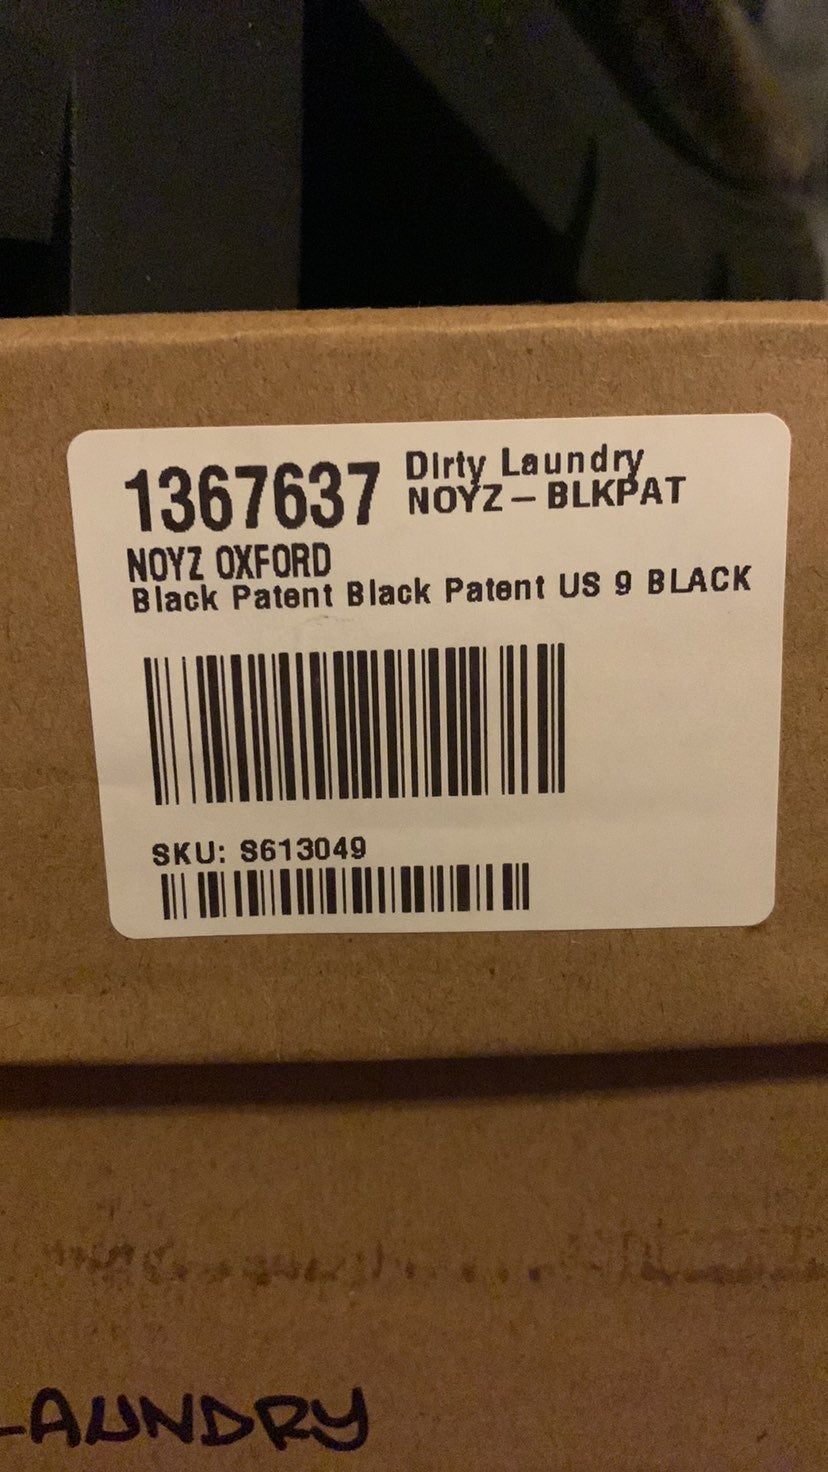 1367637
Dirty Laundry
NOYZ - BLKPAT
NOYZ OXFORD
Black Patent Black Patent US 9 BLACK
SKU: S613049
LAUNDRY